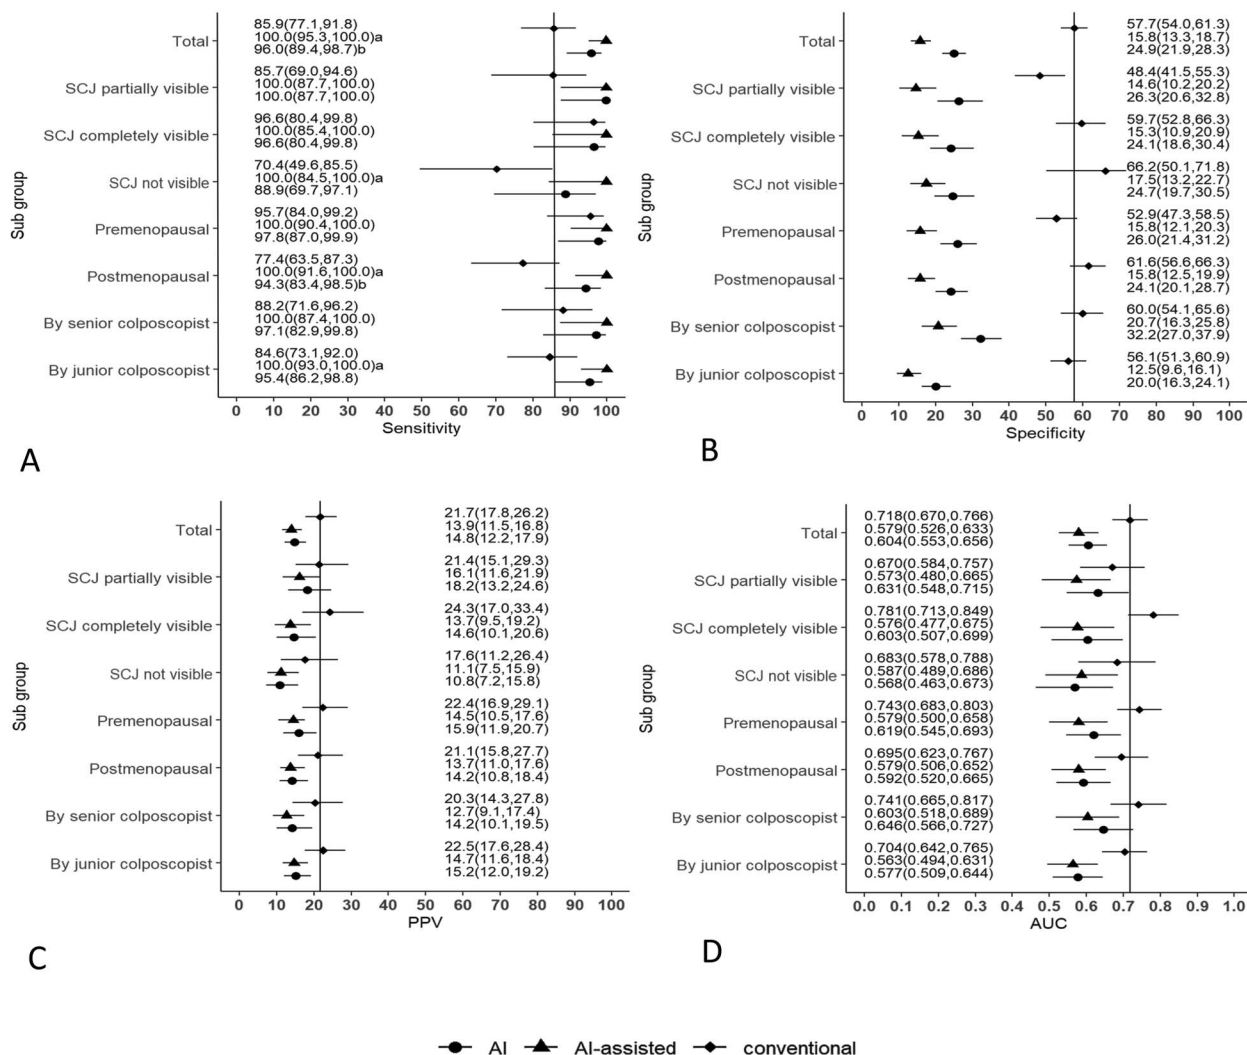 Sub group
Total
85.9(77.1,91.8)
100.0(95.3,100.0)a
96.0(89.4,98.7)b
SCJ partially visible
85.7(69.0,94.6)
100.0(87.7,100.0)
100.0(87.7,100.0)
SCJ completely visible
96.6(80.4,99.8)
100.0(85.4,100.0)
96.6(80.4,99.8)
SCJ not visible
70.4(49.6,85.5)
100.0(84.5,100.0)a
88.9(69.7,97.1)
Premenopausal
95.7(84.0,99.2)
100.0(90.4,100.0)
97.8(87.0,99.9)
Postmenopausal
77.4(63.5,87.3)
100.0(91.6,100.0)a
94.3(83.4,98.5)b
By senior colposcopist
88.2(71.6,96.2)
100.0(87.4,100.0)
97.1(82.9,99.8)
By junior colposcopist
84.6(73.1,92.0)
100.0(93.0,100.0)a
95.4(86.2,98.8)
0 10 20 30 40 50 60 70 80 90 100
Sensitivity
A
Sub group
Total
57.7(54.0,61.3)
15.8(13.3,18.7)
24.9(21.9,28.3)
SCJ partially visible
48.4(41.5,55.3)
14.6(10.2,20.2)
26.3(20.6,32.8)
SCJ completely visible
59.7(52.8,66.3)
15.3(10.9,20.9)
24.1(18.6,30.4)
SCJ not visible
66.2(50.1,71.8)
17.5(13.2,22.7)
24.7(19.7,30.5)
Premenopausal
52.9(47.3,58.5)
15.8(12.1,20.3)
26.0(21.4,31.2)
Postmenopausal
61.6(56.6,66.3)
15.8(12.5,19.9)
24.1(20.1,28.7)
By senior colposcopist
60.0(54.1,65.6)
20.7(16.3,25.8)
32.2(27.0,37.9)
By junior colposcopist
56.1(51.3,60.9)
12.5(9.6,16.1)
20.0(16.3,24.1)
0 10 20 30 40 50 60 70 80 90 100
Specificity
B
Sub group
Total
21.7(17.8,26.2)
13.9(11.5,16.8)
14.8(12.2,17.9)
SCJ partially visible
21.4(15.1,29.3)
16.1(11.6,21.9)
18.2(13.2,24.6)
SCJ completely visible
24.3(17.0,33.4)
13.7(9.5,19.2)
14.6(10.1,20.6)
SCJ not visible
17.6(11.2,26.4)
11.1(7.5,15.9)
10.8(7.2,15.8)
Premenopausal
22.4(16.9,29.1)
14.5(10.5,17.6)
15.9(11.9,20.7)
Postmenopausal
21.1(15.8,27.7)
13.7(11.0,17.6)
14.2(10.8,18.4)
By senior colposcopist
20.3(14.3,27.8)
12.7(9.1,17.4)
14.2(10.1,19.5)
By junior colposcopist
22.5(17.6,28.4)
14.7(11.6,18.4)
15.2(12.0,19.2)
0 10 20 30 40 50 60 70 80 90 100
PPV
C
Sub group
Total
0.718(0.670,0.766)
0.579(0.526,0.633)
0.604(0.553,0.656)
SCJ partially visible
0.670(0.584,0.757)
0.573(0.480,0.665)
0.631(0.548,0.715)
SCJ completely visible
0.781(0.713,0.849)
0.576(0.477,0.675)
0.603(0.507,0.699)
SCJ not visible
0.683(0.578,0.788)
0.587(0.489,0.686)
0.568(0.463,0.673)
Premenopausal
0.743(0.683,0.803)
0.579(0.500,0.658)
0.619(0.545,0.693)
Postmenopausal
0.695(0.623,0.767)
0.579(0.506,0.652)
0.592(0.520,0.665)
By senior colposcopist
0.741(0.665,0.817)
0.603(0.518,0.689)
0.646(0.566,0.727)
By junior colposcopist
0.704(0.642,0.765)
0.563(0.494,0.631)
0.577(0.509,0.644)
0.0 0.1 0.2 0.3 0.4 0.5 0.6 0.7 0.8 0.9 1.0
AUC
D
AI AI-assisted conventional